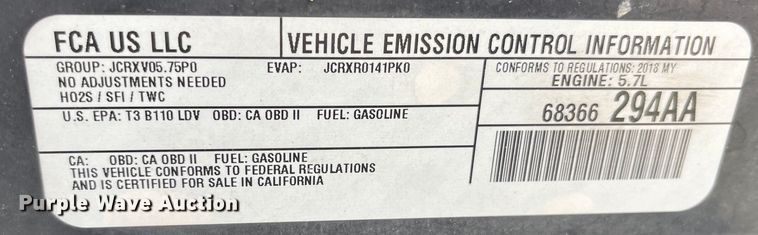 FCA US LLC
VEHICLE EMISSION CONTROL INFORMATION
GROUP: JCRXV05.75P0 EVAP: JCRXR0141PK0
NO ADJUSTMENTS NEEDED
HO2S / SFI / TWC
CONFORMS TO REGULATIONS: 2018 MY
ENGINE: 5.7L
U.S. EPA: T3 B110 LDV OBD: CA OBD II FUEL: GASOLINE
68366 294AA
CA: OBD: CA OBD II FUEL: GASOLINE
THIS VEHICLE CONFORMS TO FEDERAL REGULATIONS
AND IS CERTIFIED FOR SALE IN CALIFORNIA
Purple Wave Auction